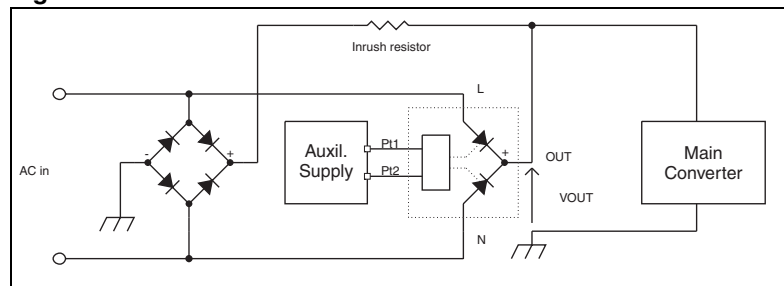 Inrush resistor
L
AC in
-
+
Auxil.
Supply
Pt1
Pt2
+
OUT
VOUT
N
Main
Converter